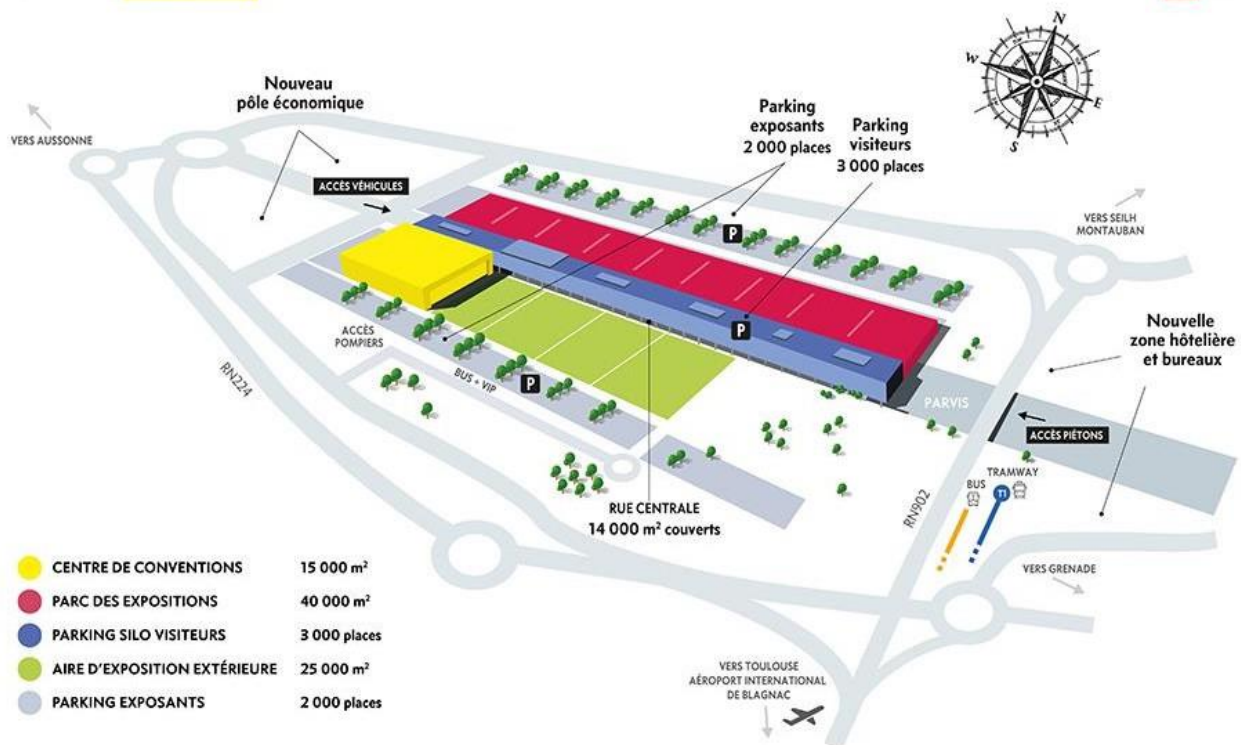 N
W
E
S
Nouveau
pôle économique
VERS AUSSONNE
ACCÈS VÉHICULES
Parking
exposants
2 000 places
Parking
visiteurs
3 000 places
VERS SEILH
MONTAUBAN
P
P
P
Nouvelle
zone hôtelière
et bureaux
ACCÈS
POMPIERS
BUS + VIP
RN224
PARVIS
ACCÈS PIÉTONS
TRAMWAY
BUS
T1
RN902
RUE CENTRALE
14 000 m² couverts
VERS GRENADE
VERS TOULOUSE
AÉROPORT INTERNATIONAL
DE BLAGNAC
CENTRE DE CONVENTIONS 15 000 m²
PARC DES EXPOSITIONS 40 000 m²
PARKING SILO VISITEURS 3 000 places
AIRE D'EXPOSITION EXTÉRIEURE 25 000 m²
PARKING EXPOSANTS 2 000 places